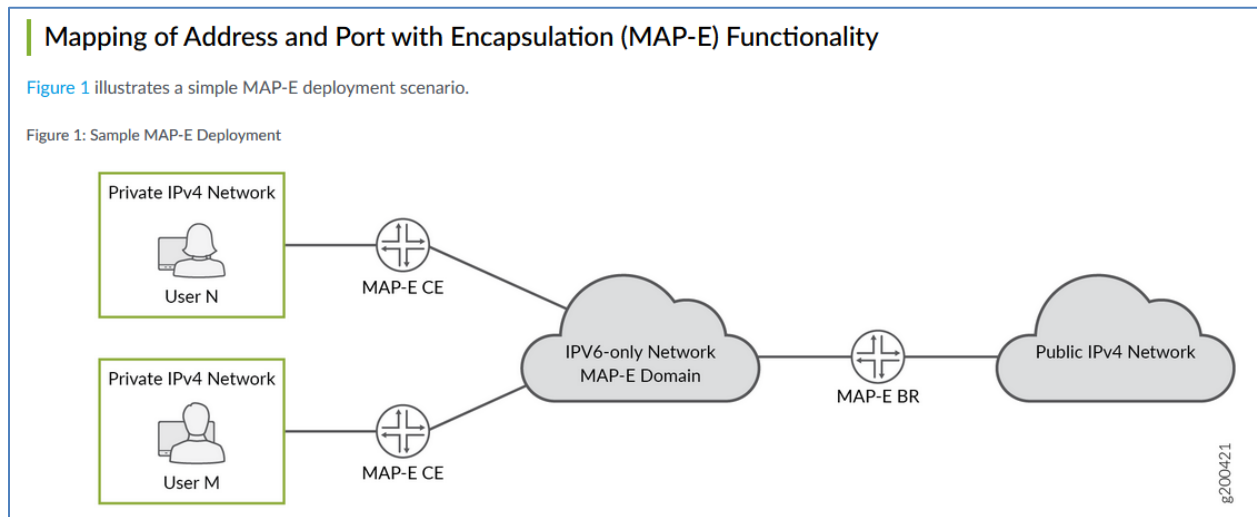 Mapping of Address and Port with Encapsulation (MAP-E) Functionality
Figure 1 illustrates a simple MAP-E deployment scenario.
Figure 1: Sample MAP-E Deployment
Private IPv4 Network
User N
MAP-E CE
Private IPv4 Network
User M
MAP-E CE
IPV6-only Network
MAP-E Domain
MAP-E BR
Public IPv4 Network
g200421